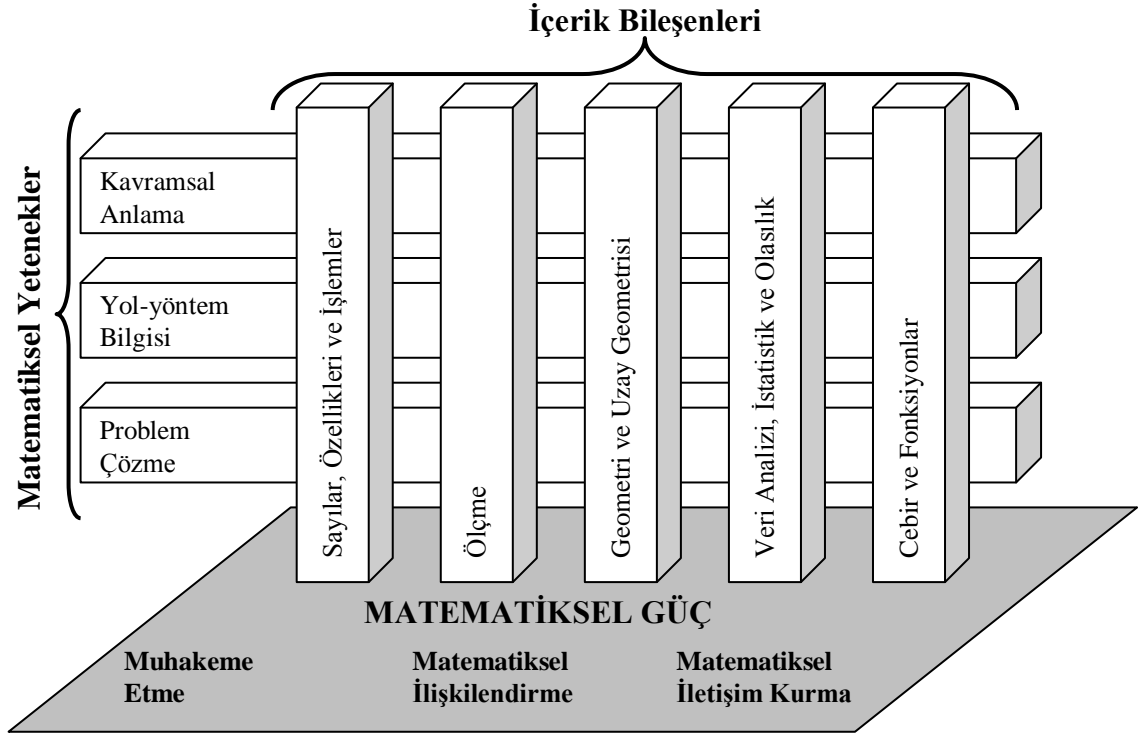 İçerik Bileşenleri
Matematiksel Yetenekler
Kavramsal
Anlama
Yol-yöntem
Bilgisi
Problem
Çözme
Sayılar, Özellikleri ve İşlemler
Ölçme
Geometri ve Uzay Geometrisi
Veri Analizi, İstatistik ve Olasılık
Cebir ve Fonksiyonlar
MATEMATİKSEL GÜÇ
Muhakeme
Etme
Matematiksel
İlişkilendirme
Matematiksel
İletişim Kurma